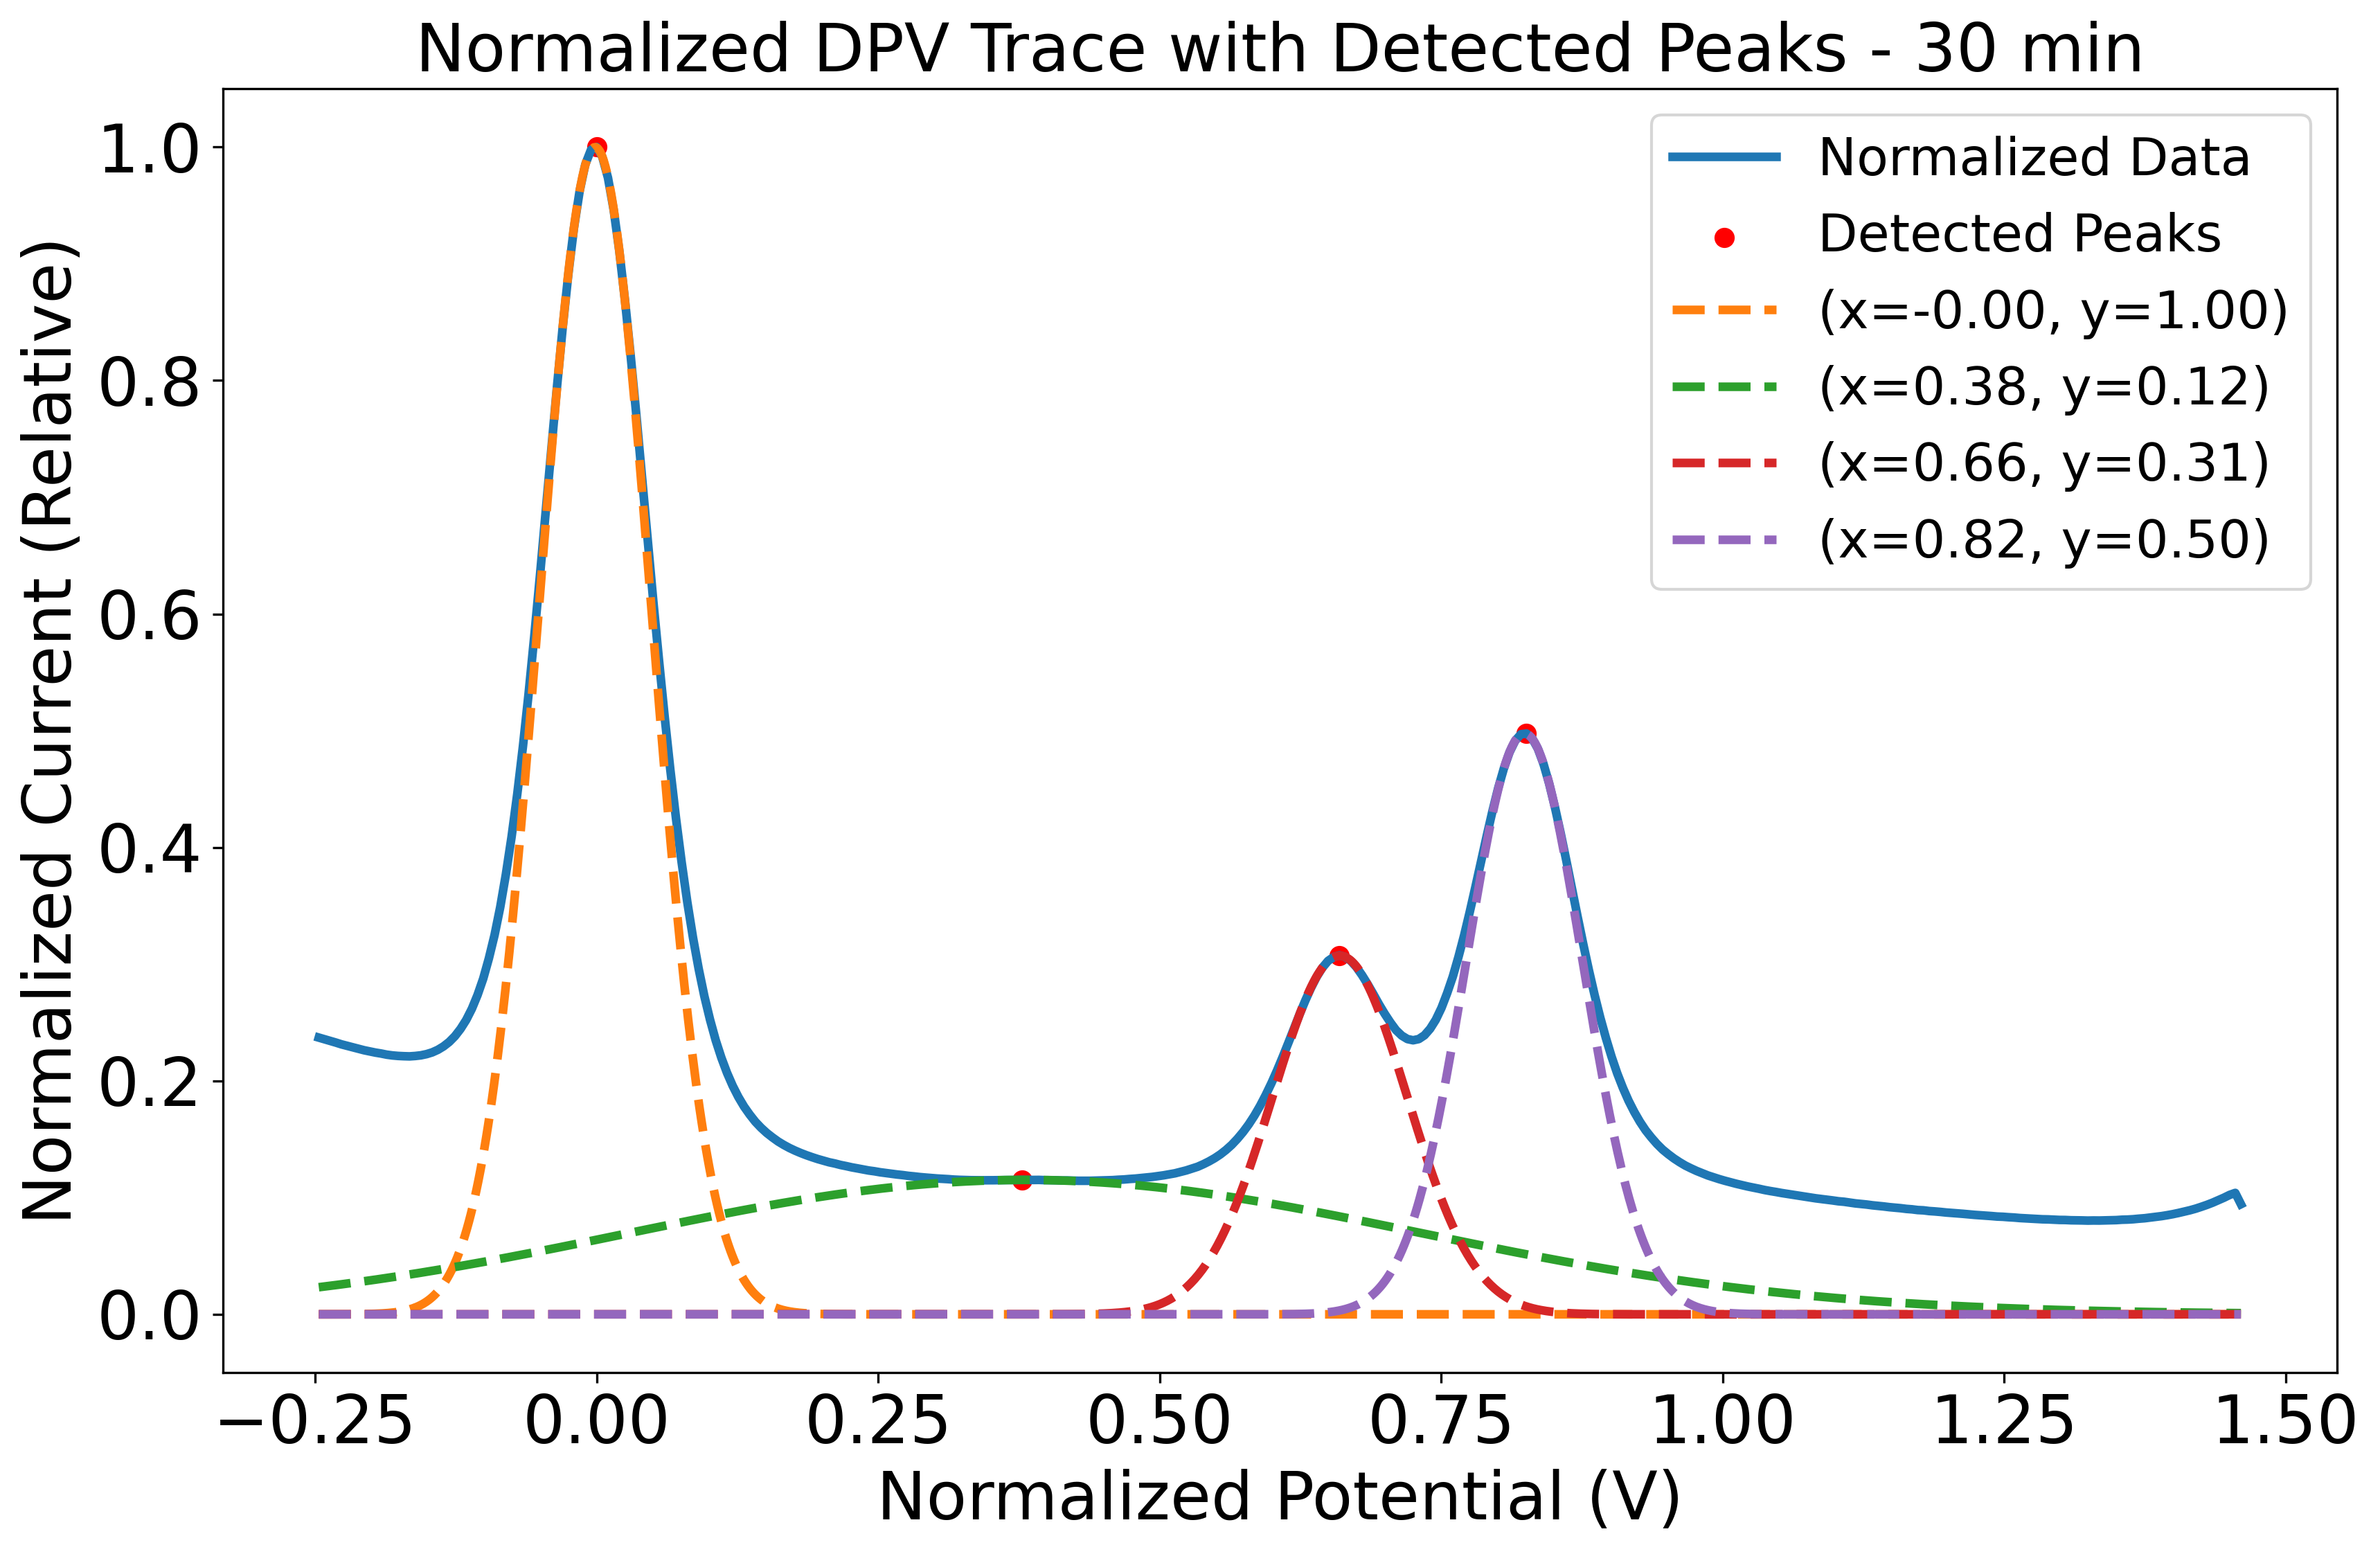 Normalized DPV Trace with Detected Peaks - 30 min
Normalized Current (Relative)
1.0
0.8
0.6
0.4
0.2
0.0
Normalized Data
Detected Peaks
(x=-0.00, y=1.00)
(x=0.38, y=0.12)
(x=0.66, y=0.31)
(x=0.82, y=0.50)
−0.25 0.00 0.25 0.50 0.75 1.00 1.25 1.50
Normalized Potential (V)